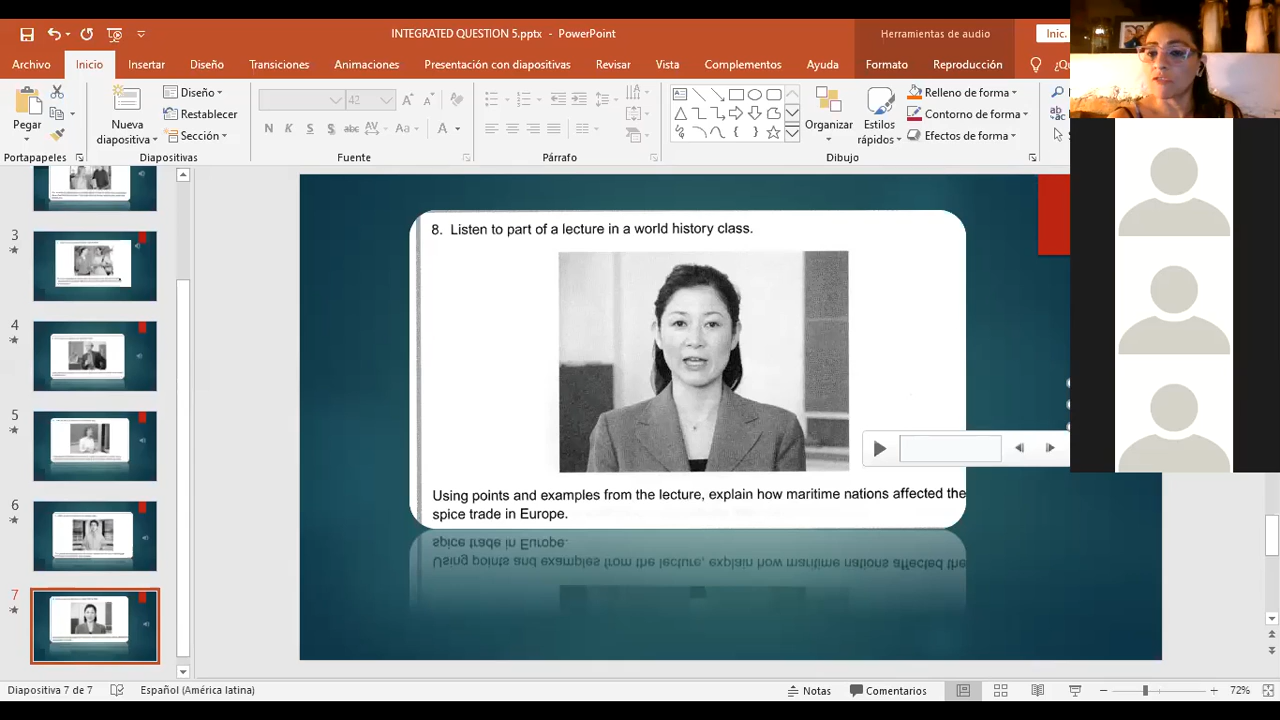 INTEGRATED QUESTION 5.pptx - PowerPoint
Herramientas de audio
Inic.
Archivo
Inicio
Insertar
Diseño
Transiciones
Animaciones
Presentación con diapositivas
Revisar
Vista
Complementos
Ayuda
Formato
Reproducción
Pegar
Nueva
diapositiva
Diseño
Restablecer
Sección
42
N
K
S
S
abc
AV
Aa
A
Organizar
Estilos
rápidos
Relleno de forma
Contorno de forma
Efectos de forma
Portapapeles
Diapositivas
Fuente
Párrafo
Dibujo
3
4
5
6
7
8. Listen to part of a lecture in a world history class.
Using points and examples from the lecture, explain how maritime nations affected the
spice trade in Europe.
Diapositiva 7 de 7
Español (América latina)
Notas
Comentarios
72%